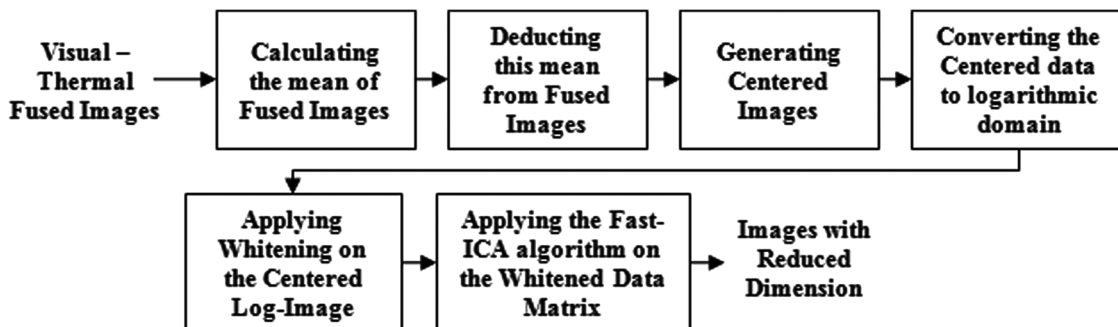 Visual –
Thermal
Fused Images
Calculating
the mean of
Fused Images
Deducting
this mean
from Fused
Images
Generating
Centered
Images
Converting the
Centered data
to logarithmic
domain
Applying
Whitening on
the Centered
Log-Image
Applying the Fast-
ICA algorithm on
the Whitened Data
Matrix
Images with
Reduced
Dimension